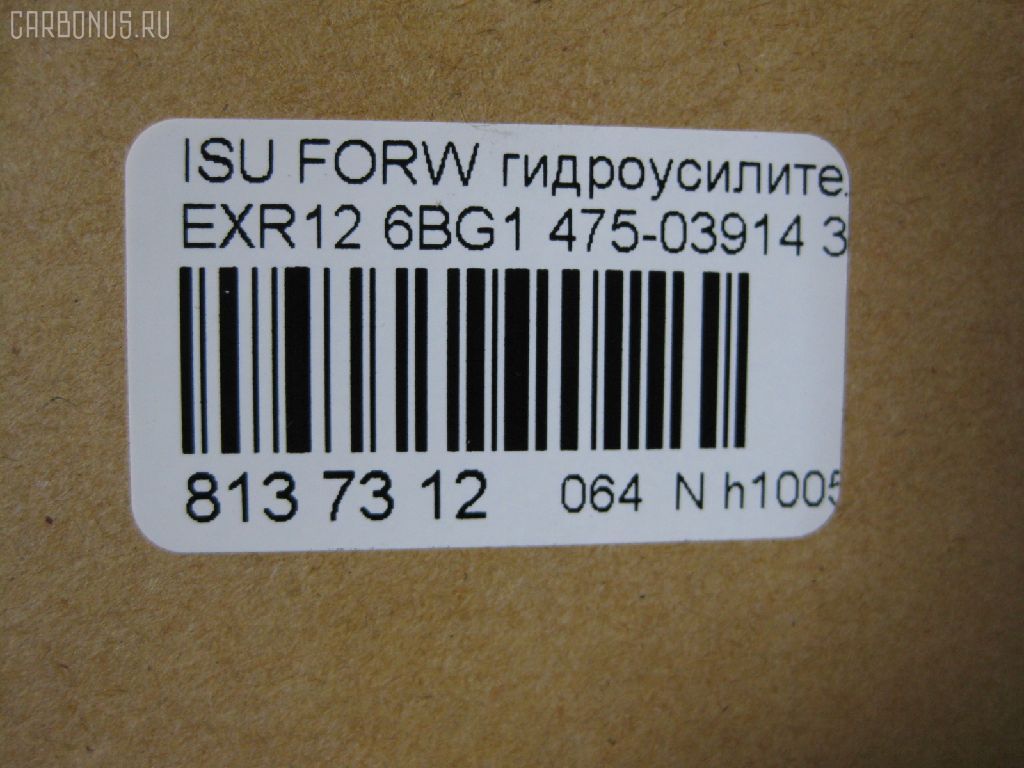 CARBONUS.RU
ISU FORW гидроусилите
EXR12 6BG1 475-03914 3
813 73 12 064 N h1005